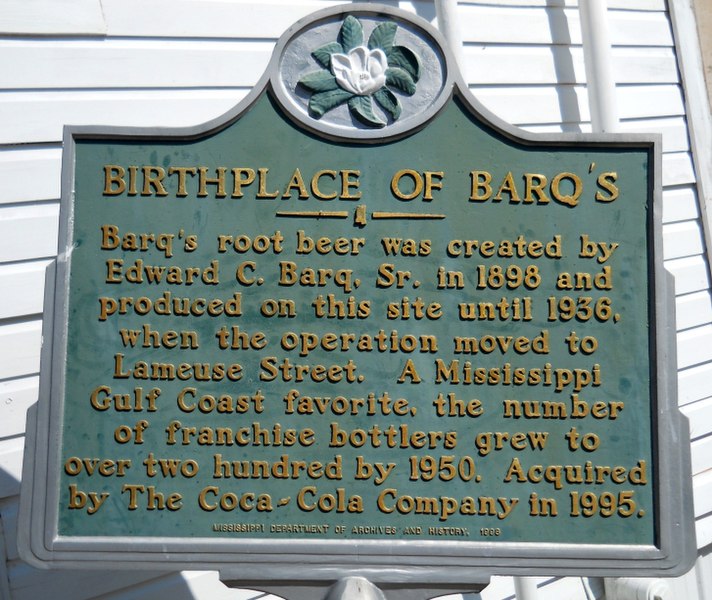 BIRTHPLACE OF BARQ'S
Barq's root beer was created by
Edward C. Barq, Sr. in 1898 and
produced on this site until 1936,
when the operation moved to
Lameuse Street. A Mississippi
Gulf Coast favorite, the number
of franchise bottlers grew to
over two hundred by 1950. Acquired
by The Coca-Cola Company in 1995.
MISSISSIPPI DEPARTMENT OF ARCHIVES AND HISTORY,